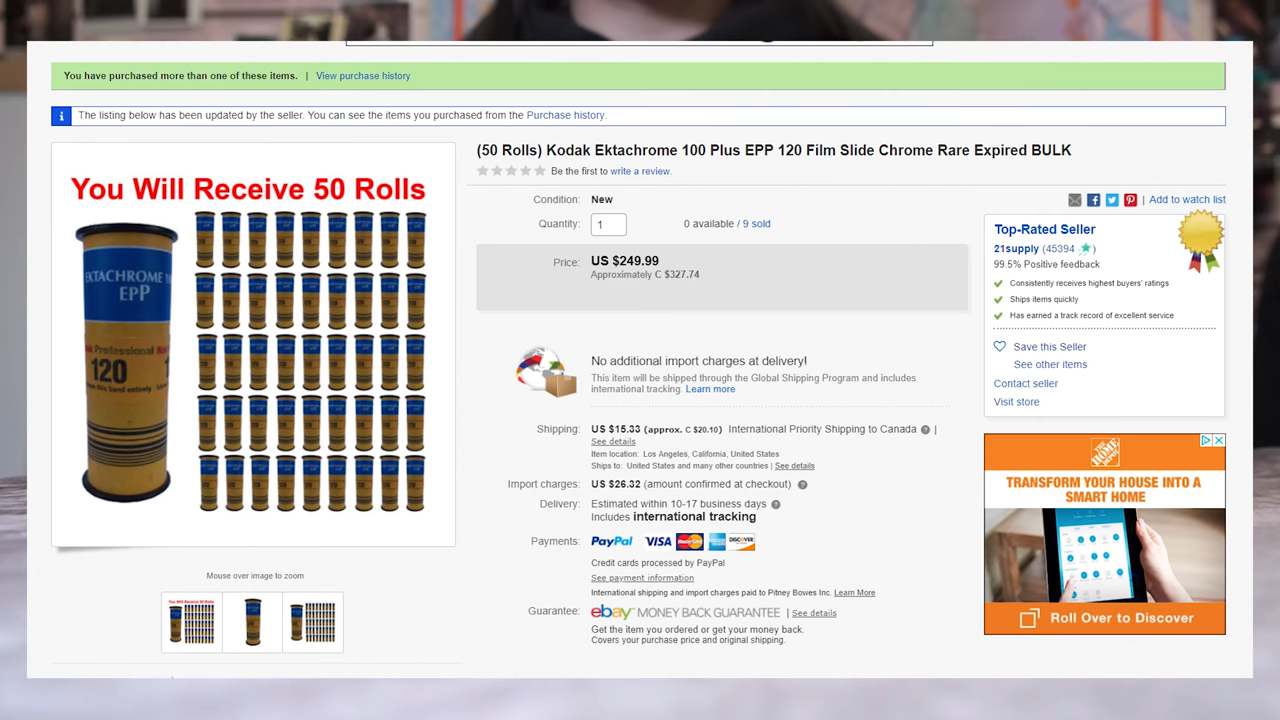 You have purchased more than one of these items. | View purchase history
i The listing below has been updated by the seller. You can see the items you purchased from the Purchase history.
You Will Receive 50 Rolls
EKTACHROME
EPP
Professional
120
this band entirely.
Mouse over image to zoom
(50 Rolls) Kodak Ektachrome 100 Plus EPP 120 Film Slide Chrome Rare Expired BULK
Be the first to write a review.
Condition: New
Quantity: 1 0 available / 9 sold
Price: US $249.99
Approximately C $327.74
No additional import charges at delivery!
This item will be shipped through the Global Shipping Program and includes
international tracking. Learn more
Shipping: US $15.33 (approx. C $20.10) International Priority Shipping to Canada ? |
See details
Item location: Los Angeles, California, United States
Ships to: United States and many other countries | See details
Import charges: US $26.32 (amount confirmed at checkout) ?
Delivery: Estimated within 10-17 business days ?
Includes international tracking
Payments: PayPal VISA MasterCard DISCOVER
Credit cards processed by PayPal
See payment information
International shipping and import charges paid to Pitney Bowes Inc. Learn More
Guarantee: ebay MONEY BACK GUARANTEE | See details
Get the item you ordered or get your money back.
Covers your purchase price and original shipping.
| Add to watch list
Top-Rated Seller
21supply (45394 )
99.5% Positive feedback
Consistently receives highest buyers' ratings
Ships items quickly
Has earned a track record of excellent service
Save this Seller
See other items
Contact seller
Visit store
THE HOME DEPOT
TRANSFORM YOUR HOUSE INTO A
SMART HOME
Roll Over to Discover